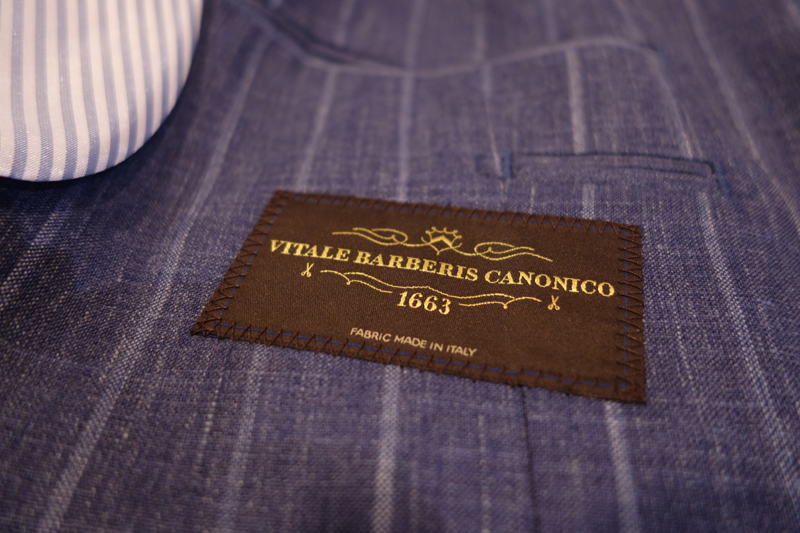 VITALE BARBERIS CANONICO
1663
FABRIC MADE IN ITALY